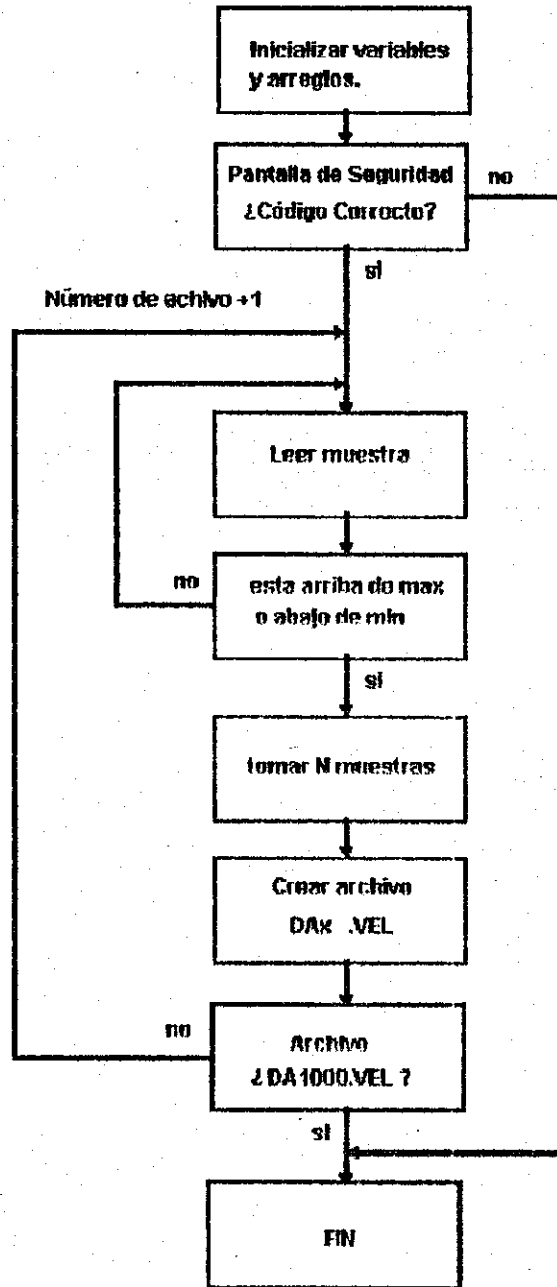 Inicializar variables
y arreglos.
Pantalla de Seguridad
¿Código Correcto?
no
si
Número de achivo +1
Leer muestra
no
esta arriba de max
o abajo de min
si
tomar N muestras
Crear archivo
DAx .VEL
no
Archivo
¿DA1000.VEL ?
si
FIN